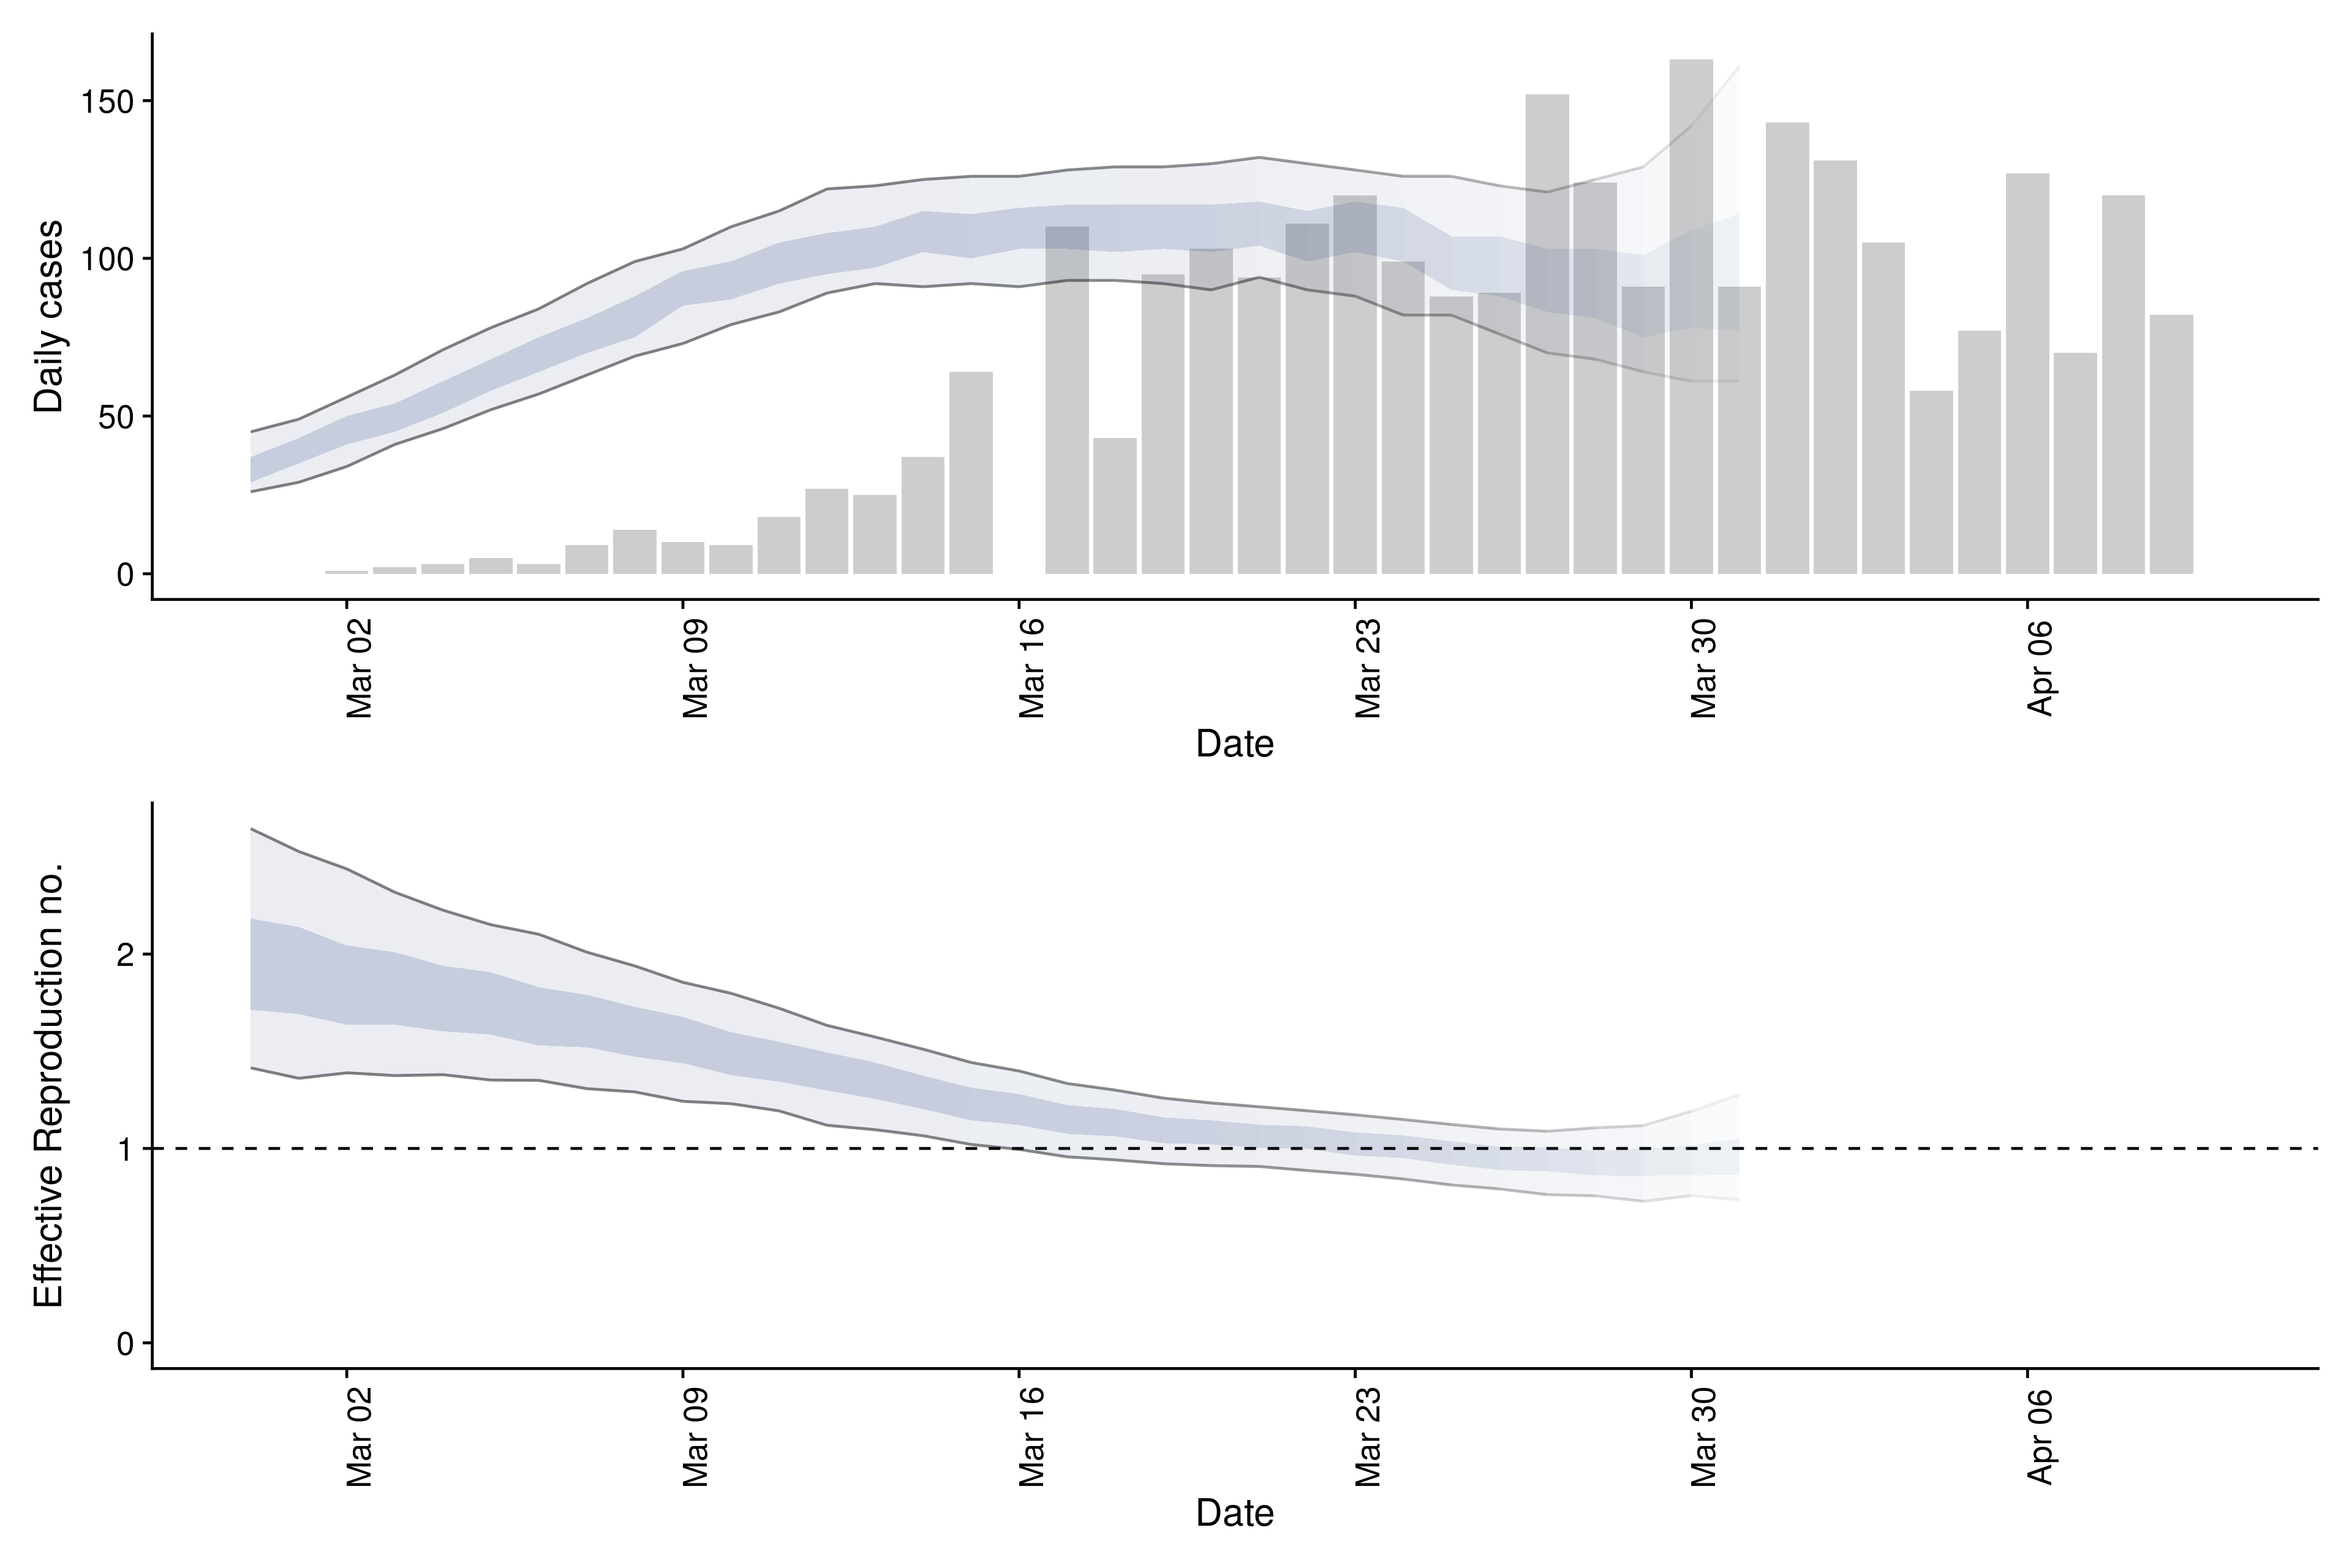 Daily cases
150
100
50
0
Mar 02
Mar 09
Mar 16
Mar 23
Mar 30
Apr 06
Date
Effective Reproduction no.
2
1
0
Mar 02
Mar 09
Mar 16
Mar 23
Mar 30
Apr 06
Date